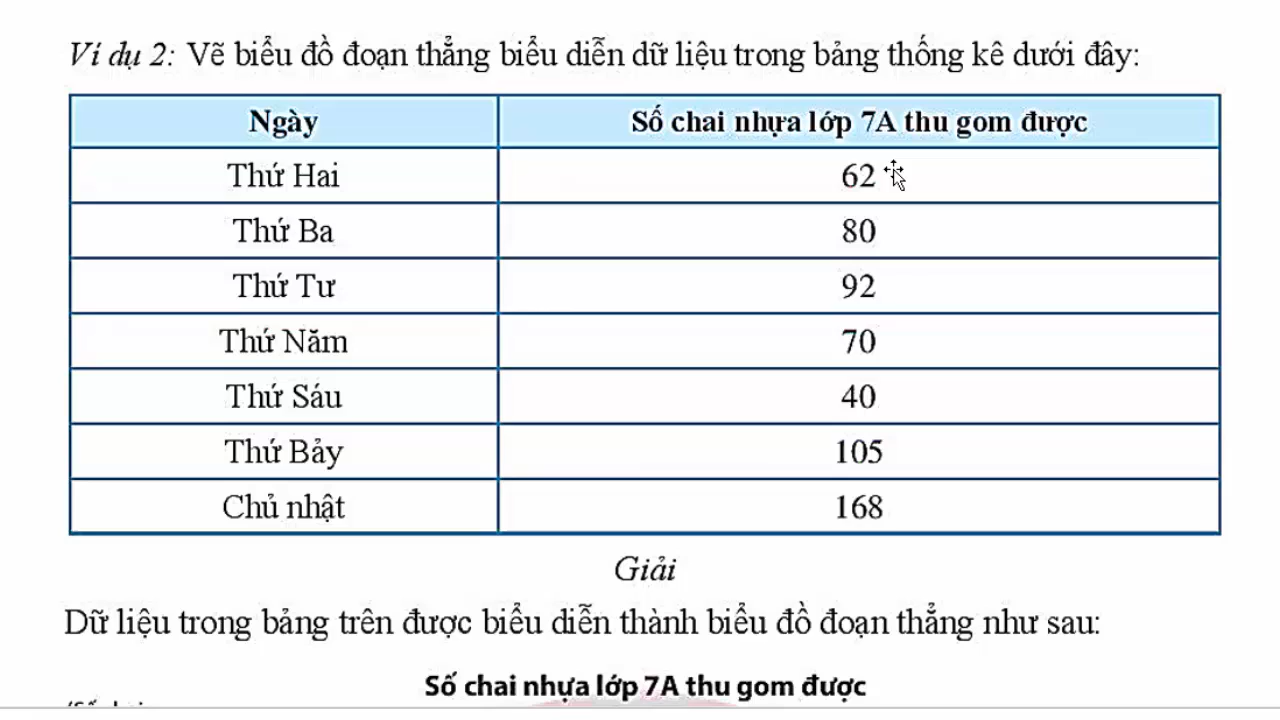 Ví dụ 2: Vẽ biểu đồ đoạn thẳng biểu diễn dữ liệu trong bảng thống kê dưới đây:
Ngày Số chai nhựa lớp 7A thu gom được
Thứ Hai 62
Thứ Ba 80
Thứ Tư 92
Thứ Năm 70
Thứ Sáu 40
Thứ Bảy 105
Chủ nhật 168
Giải
Dữ liệu trong bảng trên được biểu diễn thành biểu đồ đoạn thẳng như sau:
Số chai nhựa lớp 7A thu gom được